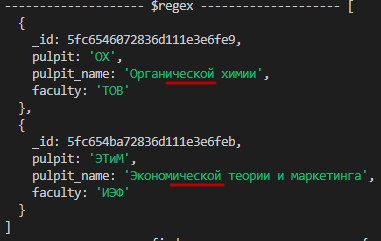 -------------------- $regex -------------------- [
  {
    _id: 5fc6546072836d111e3e6fe9,
    pulpit: 'ОХ',
    pulpit_name: 'Органической химии',
    faculty: 'ТОВ'
  },
  {
    _id: 5fc654ba72836d111e3e6feb,
    pulpit: 'ЭТиМ',
    pulpit_name: 'Экономической теории и маркетинга',
    faculty: 'ИЭФ'
  }
]